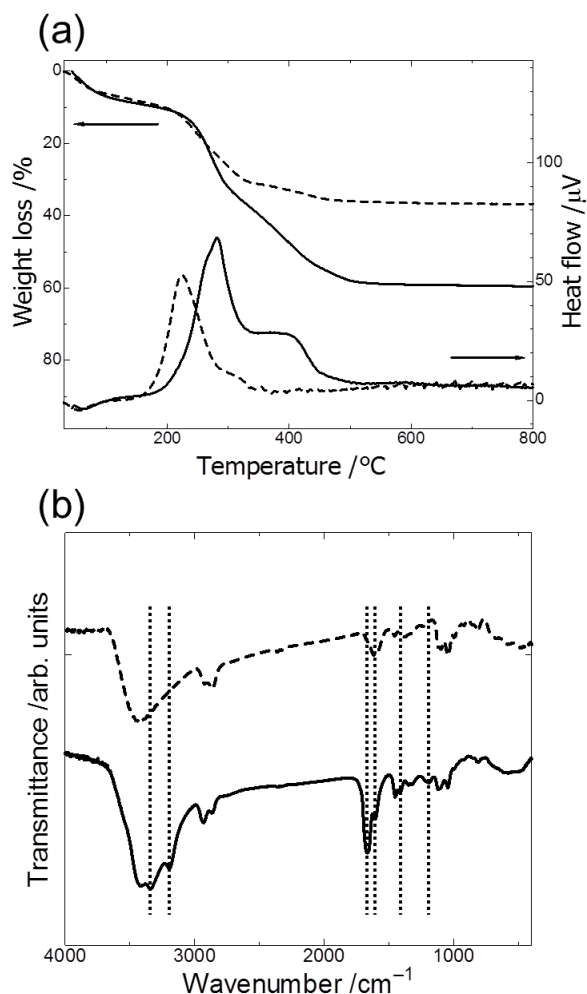 (a)
0
20
40
60
80
Weight loss /%
100
50
0
Heat flow /μV
200 400 600 800
Temperature /°C
(b)
Transmittance /arb. units
4000 3000 2000 1000
Wavenumber /cm⁻¹